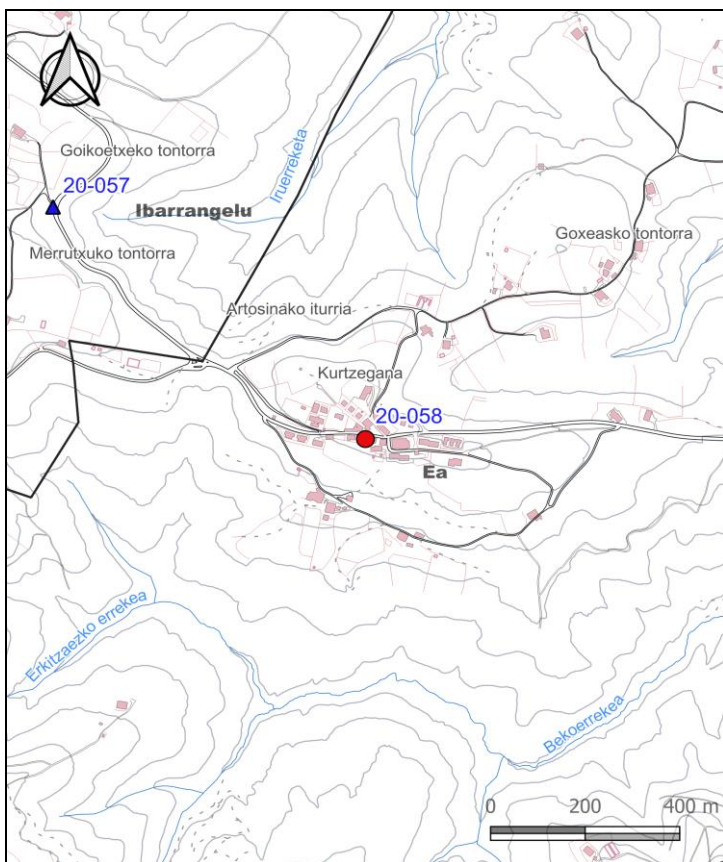 Goikoetxeko tontorra
20-057
Iruerreketa
Ibarrangelu
Goxeasko tontorra
Merrutxuko tontorra
Artosinako iturria
Kurtzegana
20-058
Ea
Erkitzaezko errekea
Bekoerrekea
0 200 400 m